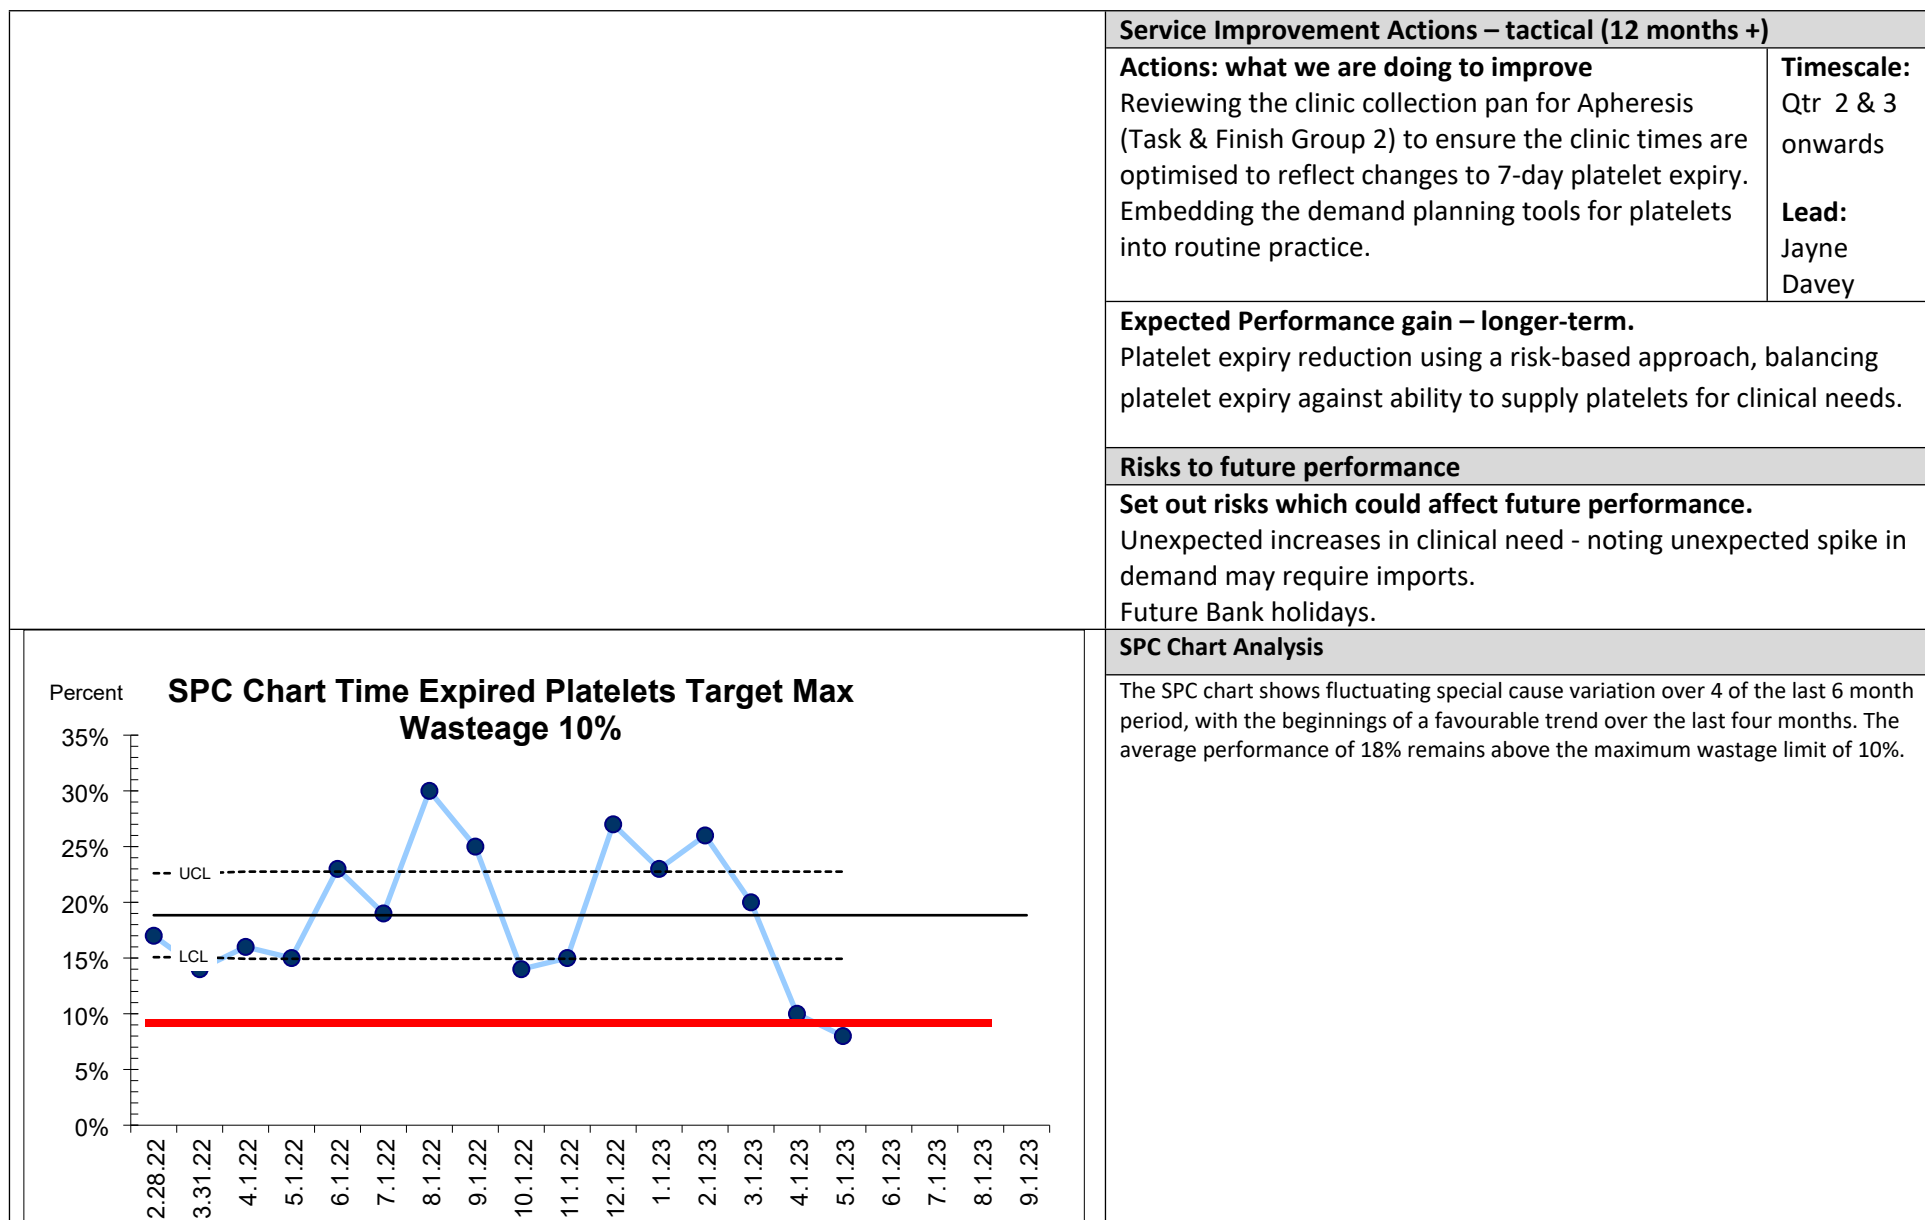 Service Improvement Actions – tactical (12 months +)
Actions: what we are doing to improve
Reviewing the clinic collection pan for Apheresis
(Task & Finish Group 2) to ensure the clinic times are
optimised to reflect changes to 7-day platelet expiry.
Embedding the demand planning tools for platelets
into routine practice.
Timescale:
Qtr 2 & 3
onwards
Lead:
Jayne
Davey
Expected Performance gain – longer-term.
Platelet expiry reduction using a risk-based approach, balancing
platelet expiry against ability to supply platelets for clinical needs.
Risks to future performance
Set out risks which could affect future performance.
Unexpected increases in clinical need - noting unexpected spike in
demand may require imports.
Future Bank holidays.
Percent
SPC Chart Time Expired Platelets Target Max
Wasteage 10%
35%
30%
25%
20%
15%
10%
5%
0%
UCL
LCL
2.28.22
3.31.22
4.1.22
5.1.22
6.1.22
7.1.22
8.1.22
9.1.22
10.1.22
11.1.22
12.1.22
1.1.23
2.1.23
3.1.23
4.1.23
5.1.23
6.1.23
7.1.23
8.1.23
9.1.23
SPC Chart Analysis
The SPC chart shows fluctuating special cause variation over 4 of the last 6 month
period, with the beginnings of a favourable trend over the last four months. The
average performance of 18% remains above the maximum wastage limit of 10%.